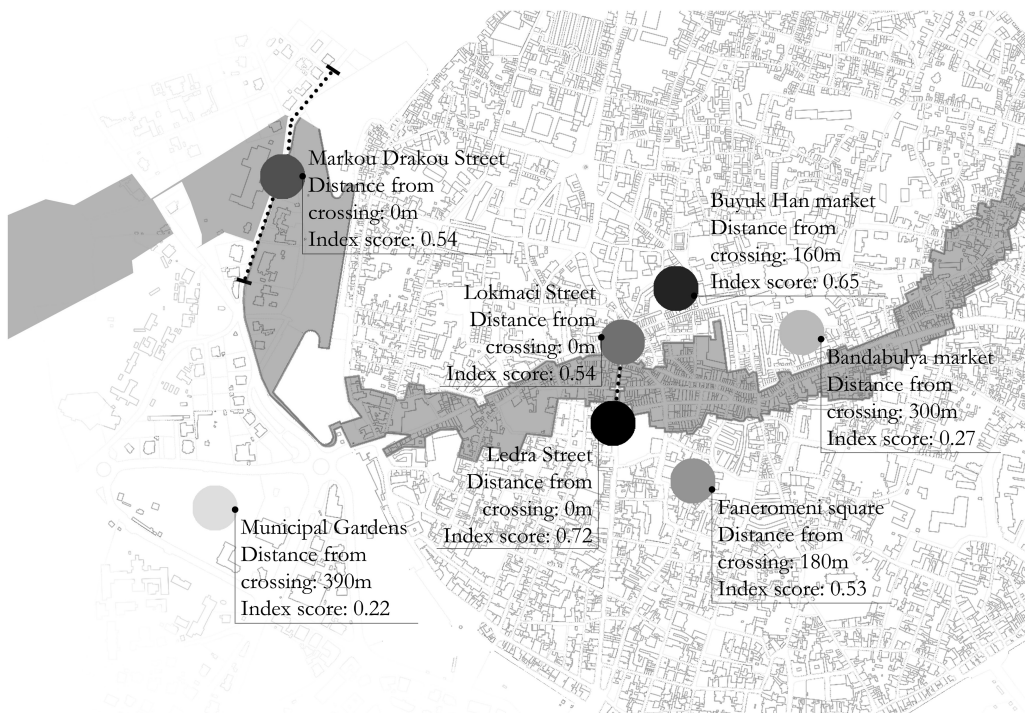 Markou Drakou Street
Distance from
crossing: 0m
Index score: 0.54
Buyuk Han market
Distance from
crossing: 160m
Index score: 0.65
Lokmaci Street
Distance from
crossing: 0m
Index score: 0.54
Bandabulya market
Distance from
crossing: 300m
Index score: 0.27
Ledra Street
Distance from
crossing: 0m
Index score: 0.72
Faneromeni square
Distance from
crossing: 180m
Index score: 0.53
Municipal Gardens
Distance from
crossing: 390m
Index score: 0.22